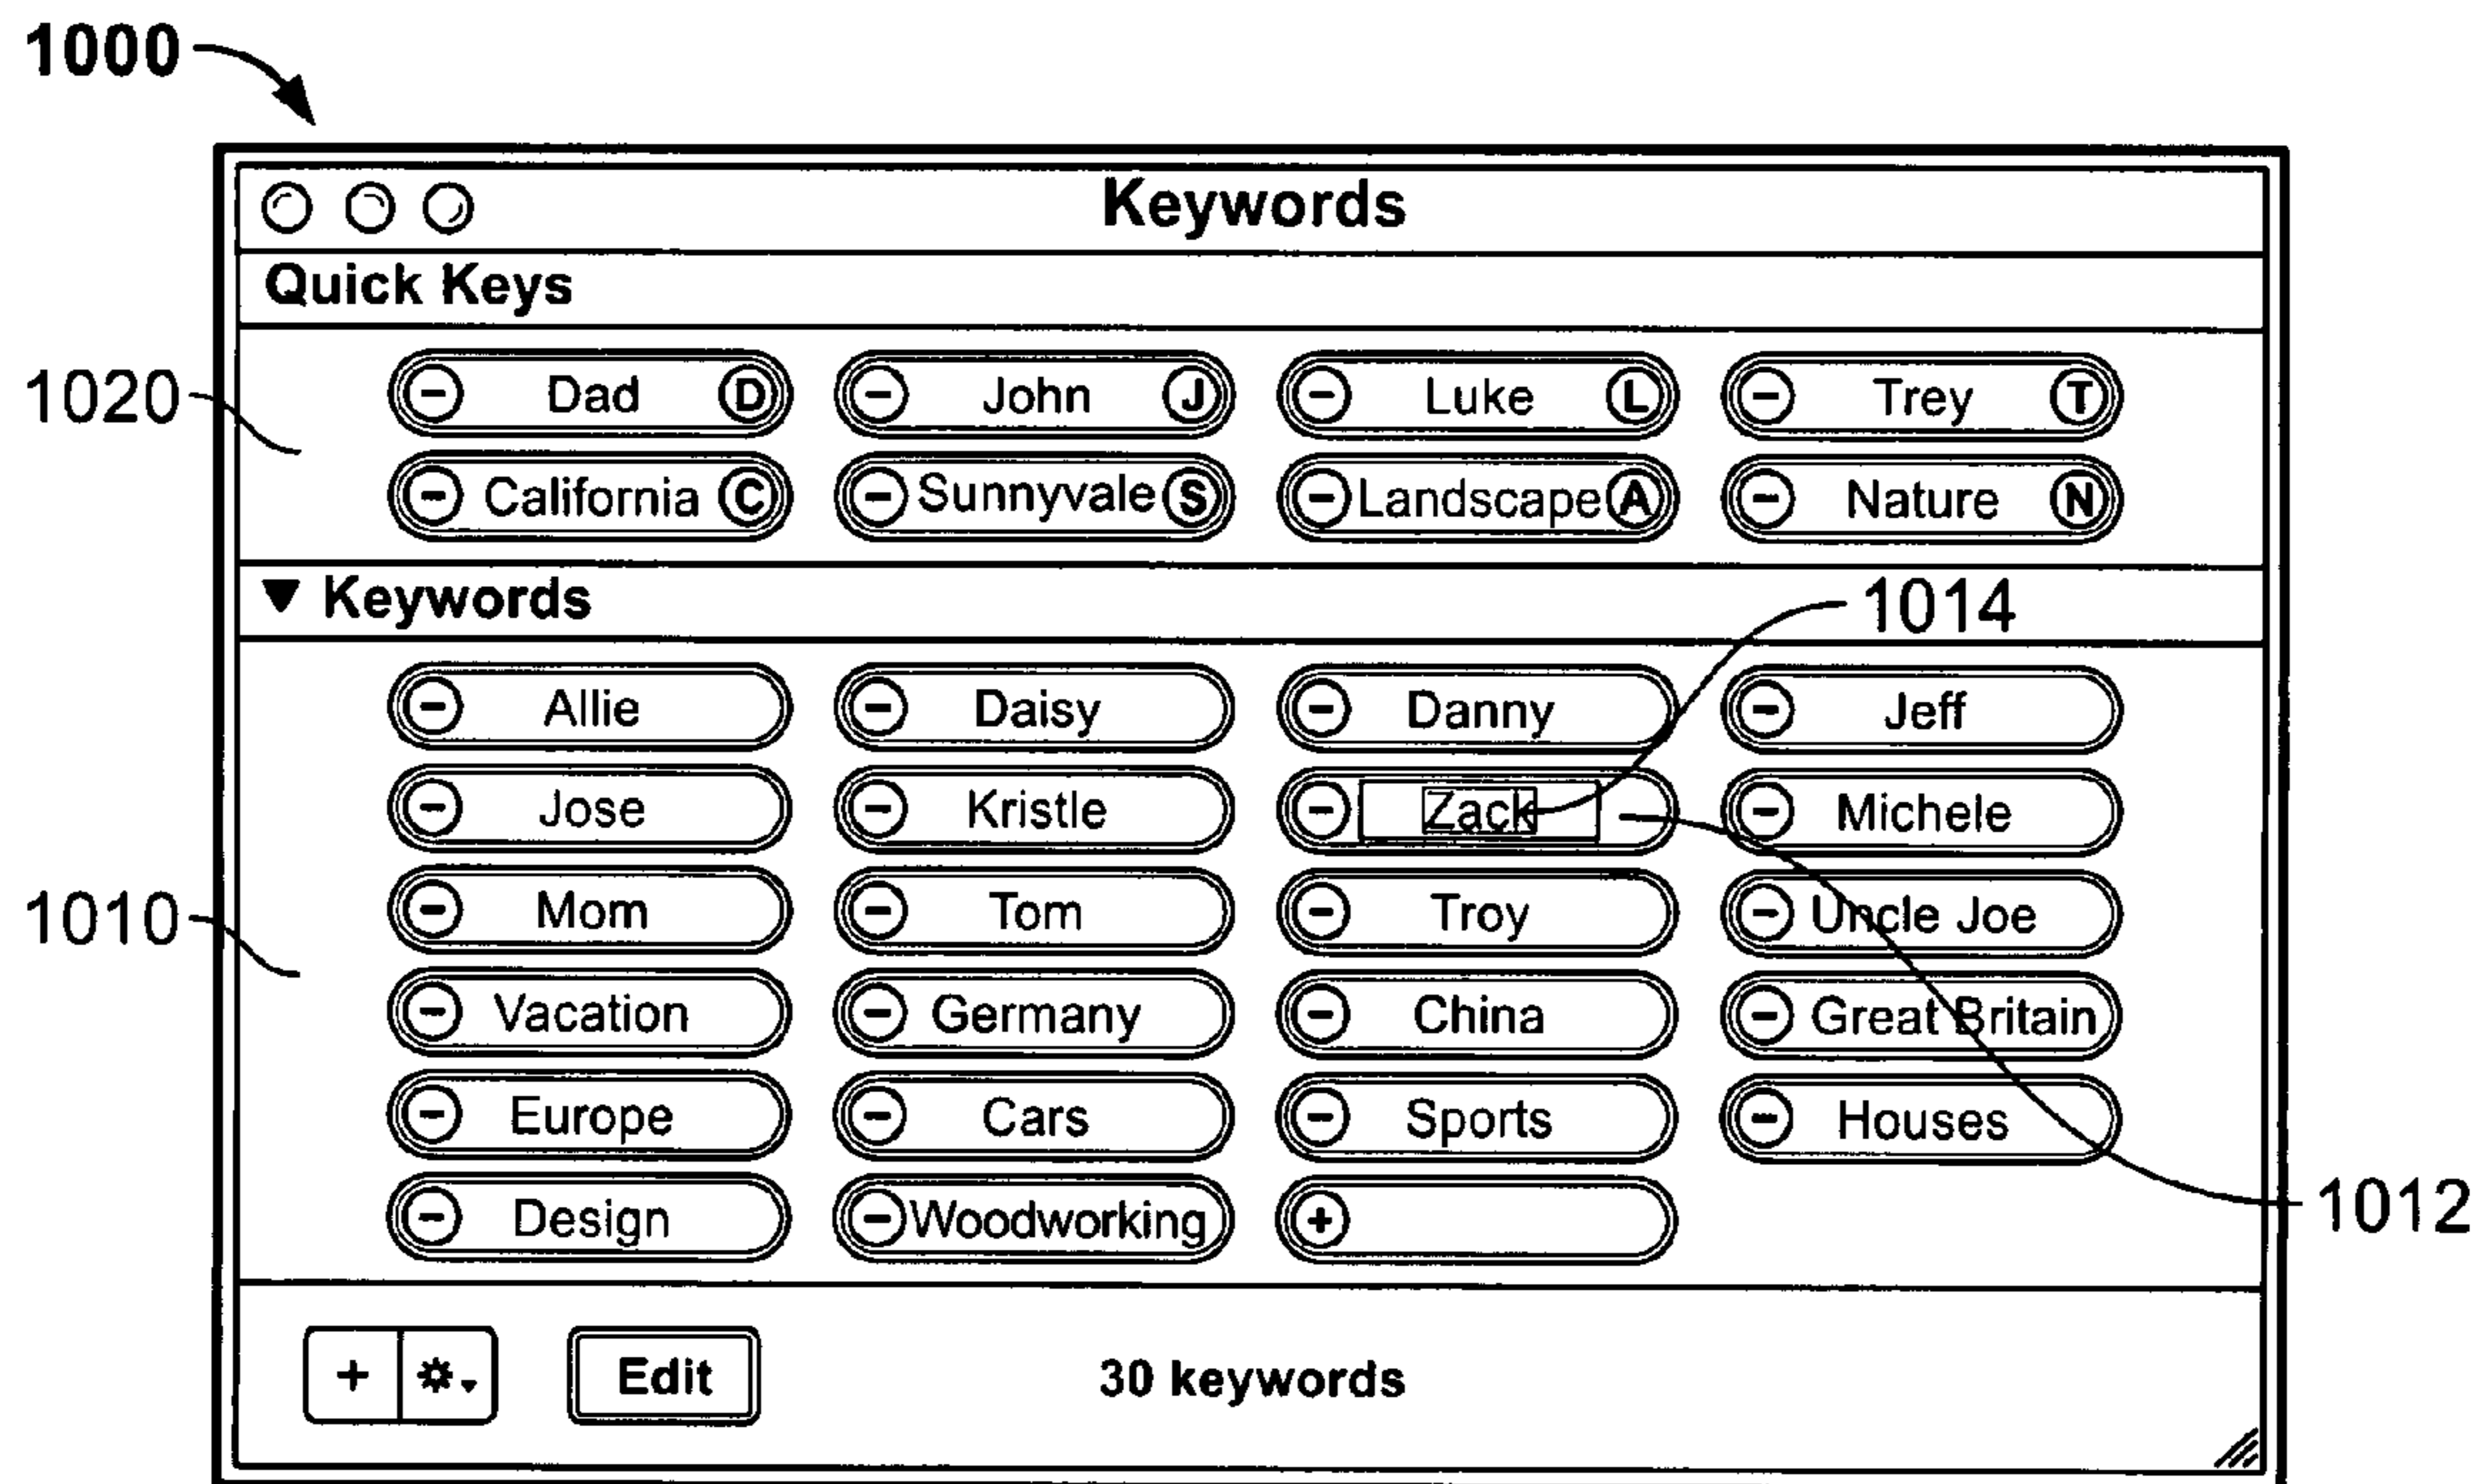 1000
Keywords
Quick Keys
1020
Dad D John J Luke L Trey T
California C Sunnyvale S Landscape A Nature N
Keywords
1014
Allie Daisy Danny Jeff
Jose Kristle Zack Michele
1010
Mom Tom Troy Uncle Joe
Vacation Germany China Great Britain
Europe Cars Sports Houses
1012
Design Woodworking +
+ Edit 30 keywords